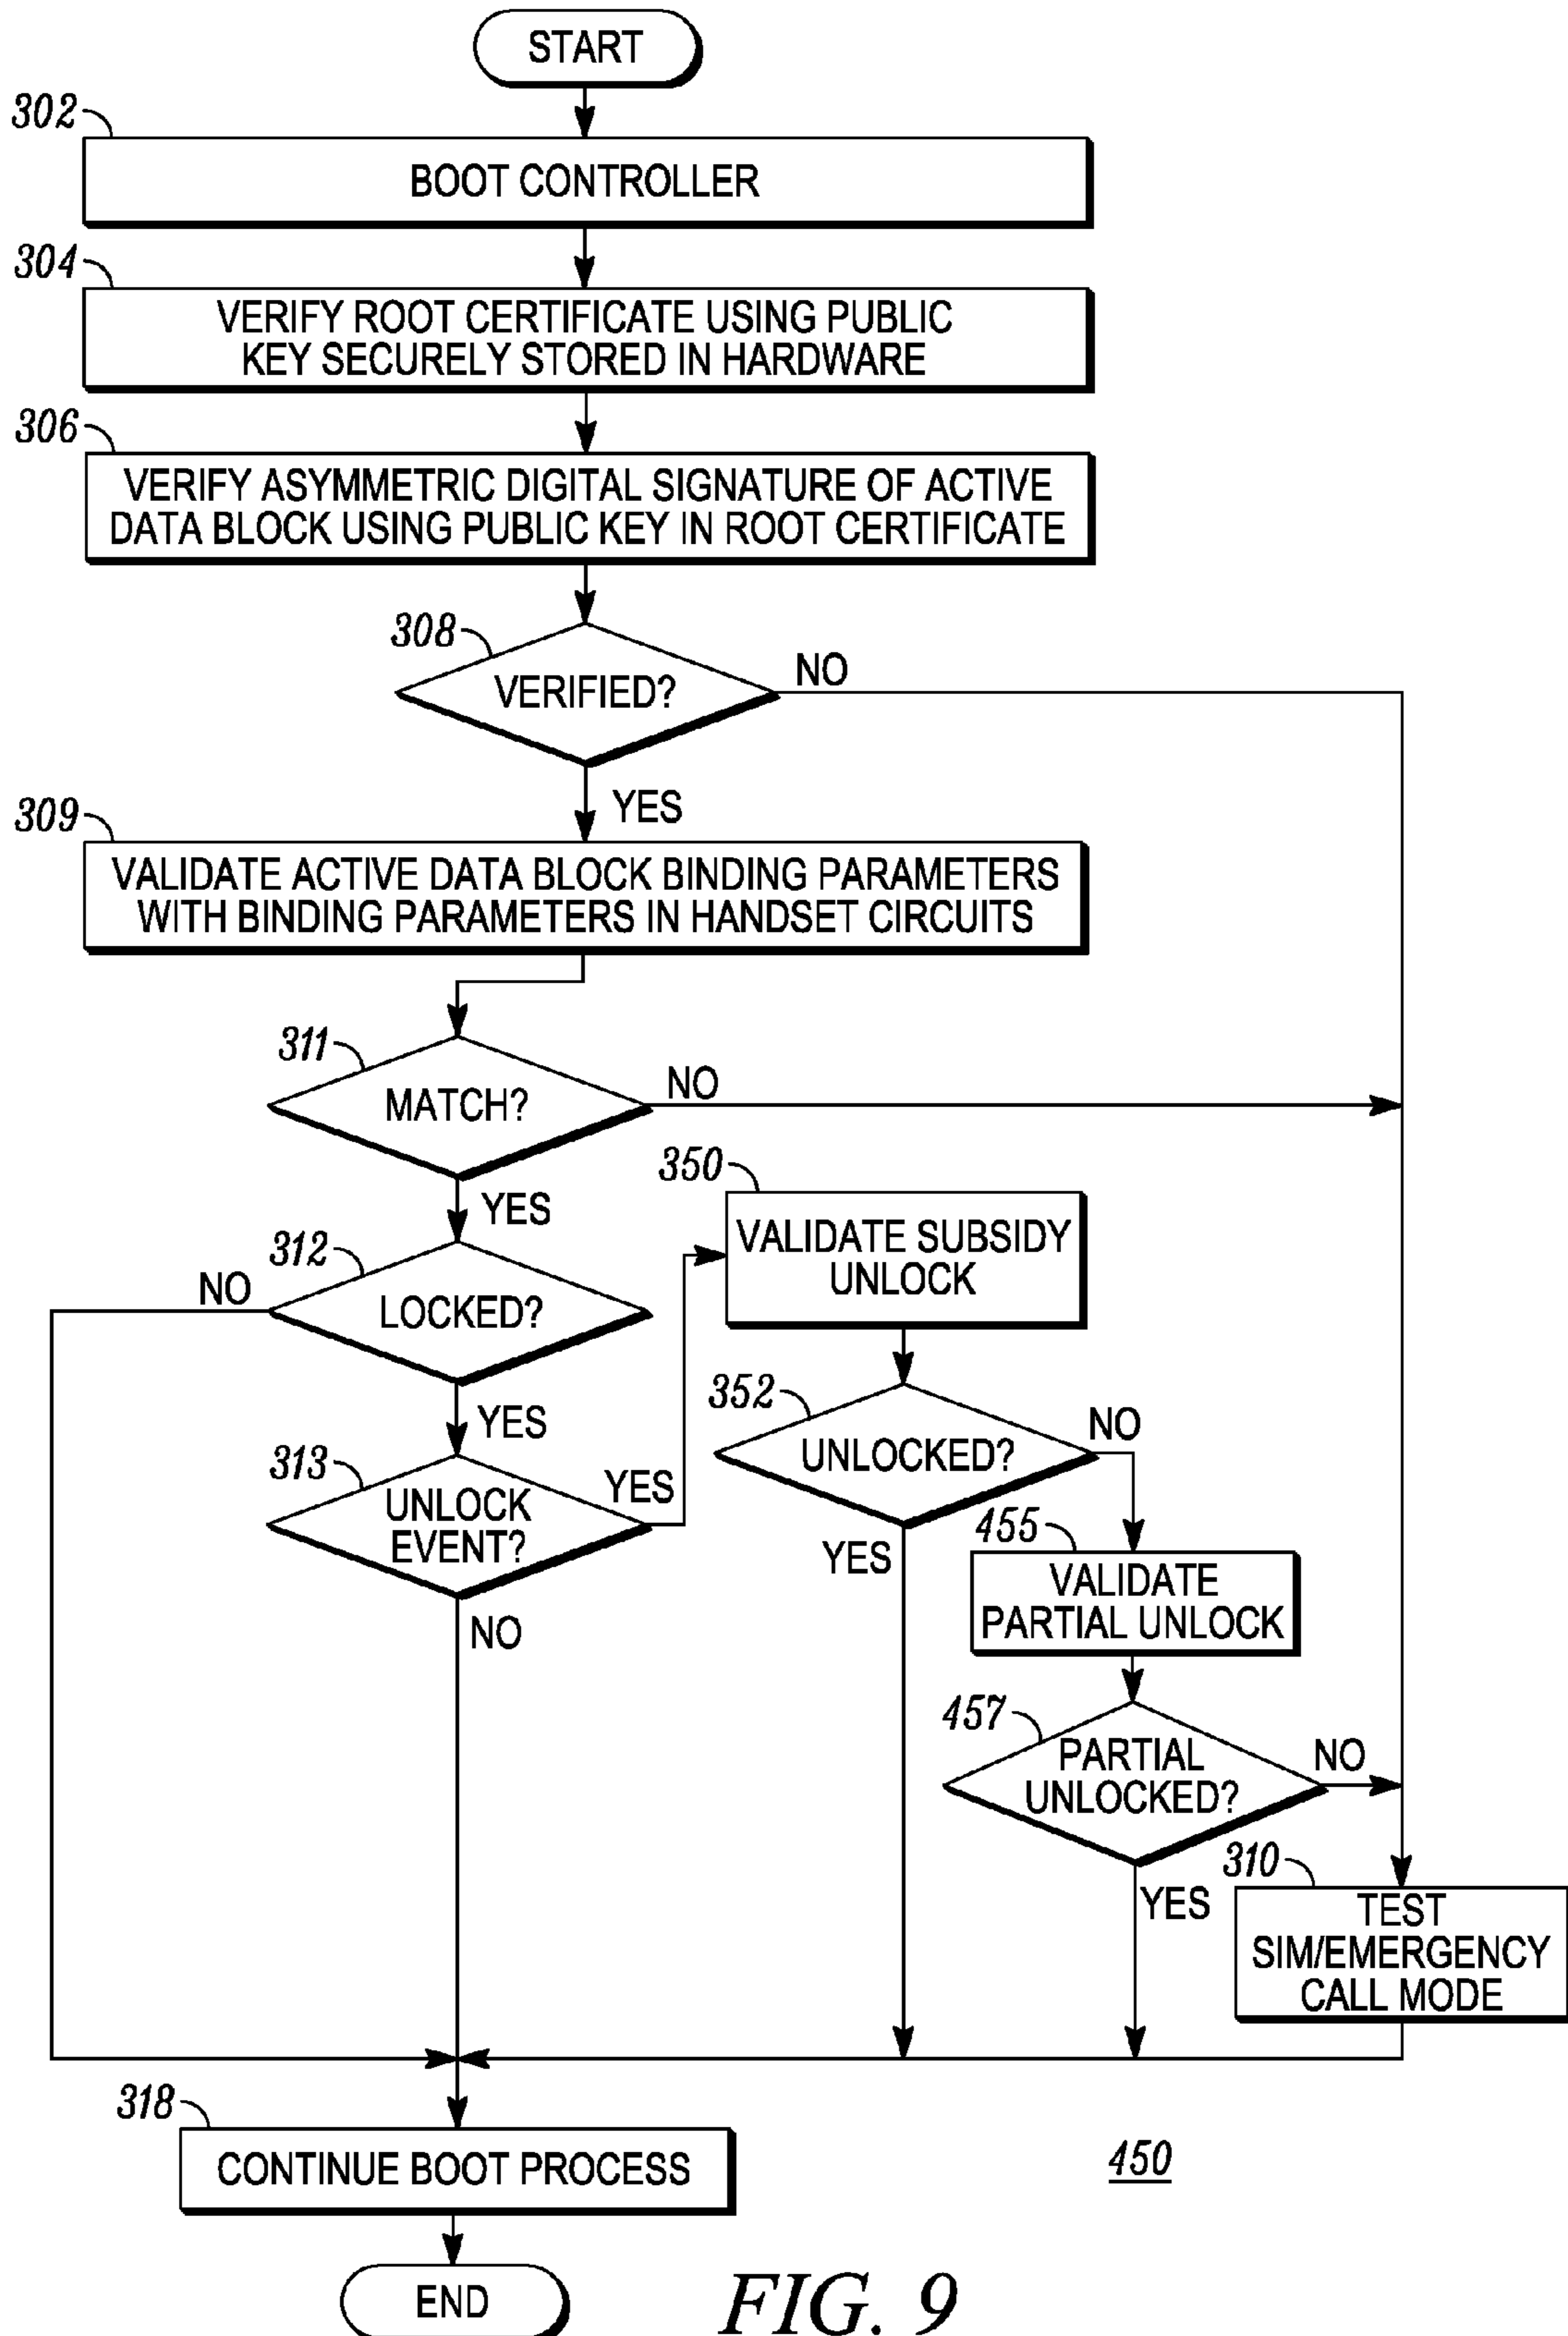 START
302
BOOT CONTROLLER
304
VERIFY ROOT CERTIFICATE USING PUBLIC
KEY SECURELY STORED IN HARDWARE
306
VERIFY ASYMMETRIC DIGITAL SIGNATURE OF ACTIVE
DATA BLOCK USING PUBLIC KEY IN ROOT CERTIFICATE
308
VERIFIED?
NO
YES
309
VALIDATE ACTIVE DATA BLOCK BINDING PARAMETERS
WITH BINDING PARAMETERS IN HANDSET CIRCUITS
311
MATCH?
NO
YES
312
LOCKED?
NO
YES
313
UNLOCK
EVENT?
YES
NO
350
VALIDATE SUBSIDY
UNLOCK
352
UNLOCKED?
NO
YES
455
VALIDATE
PARTIAL UNLOCK
457
PARTIAL
UNLOCKED?
NO
YES
310
TEST
SIM/EMERGENCY
CALL MODE
318
CONTINUE BOOT PROCESS
450
END
FIG. 9